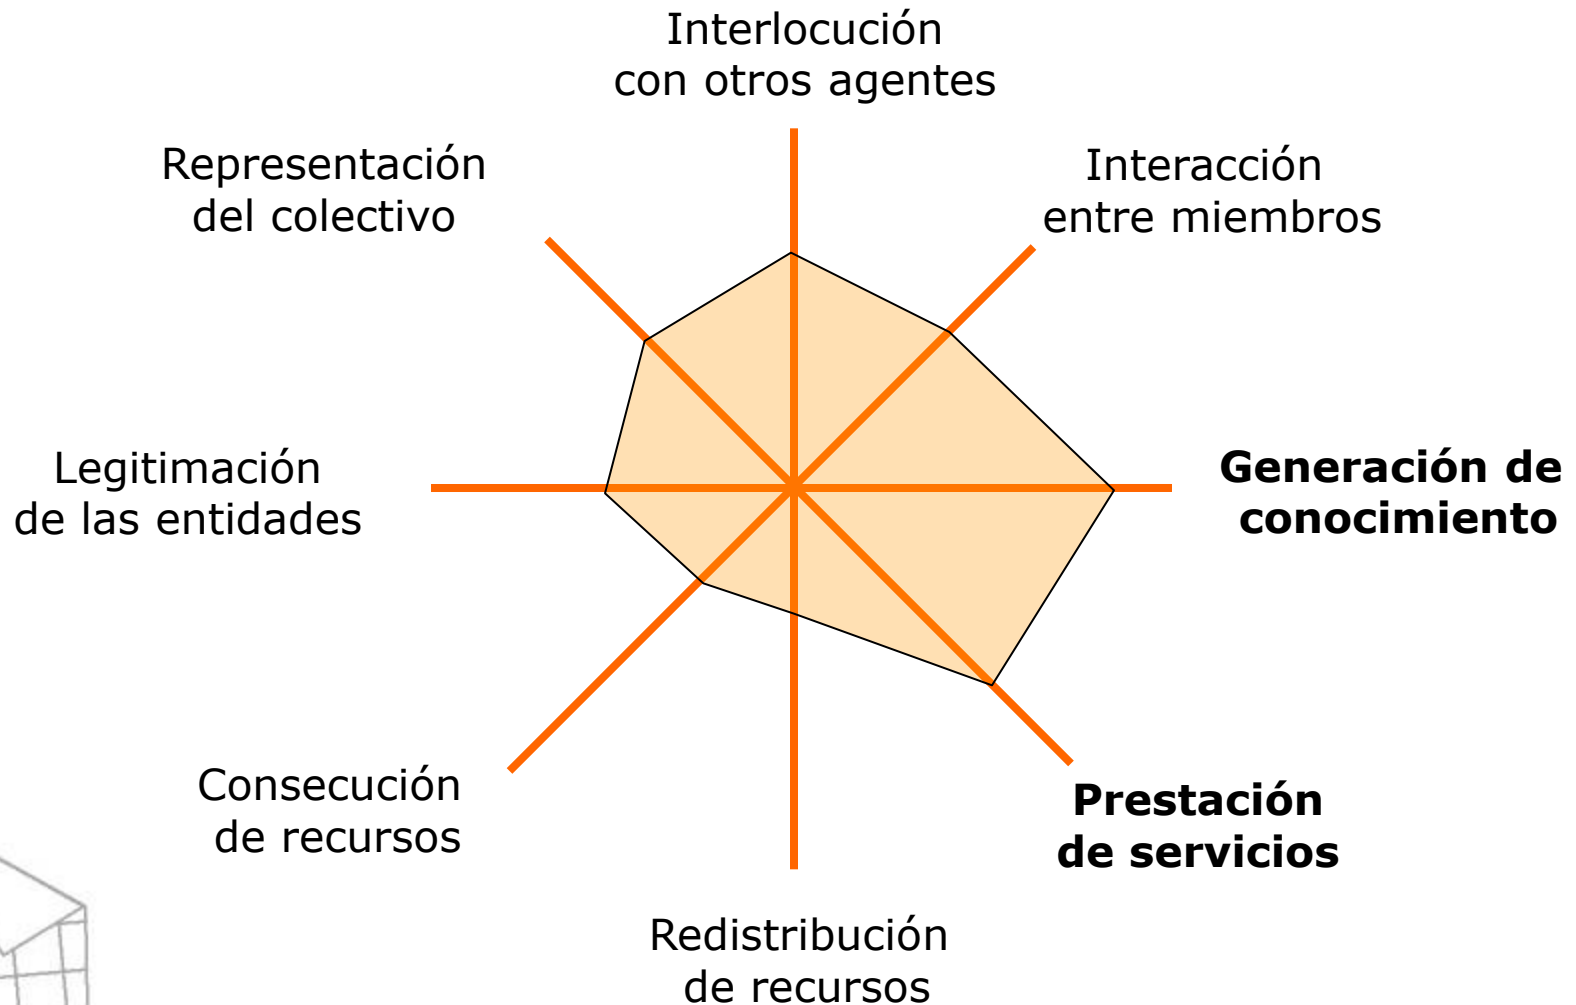 Interlocución
con otros agentes
Representación
del colectivo
Interacción
entre miembros
Legitimación
de las entidades
Generación de
conocimiento
Consecución
de recursos
Prestación
de servicios
Redistribución
de recursos